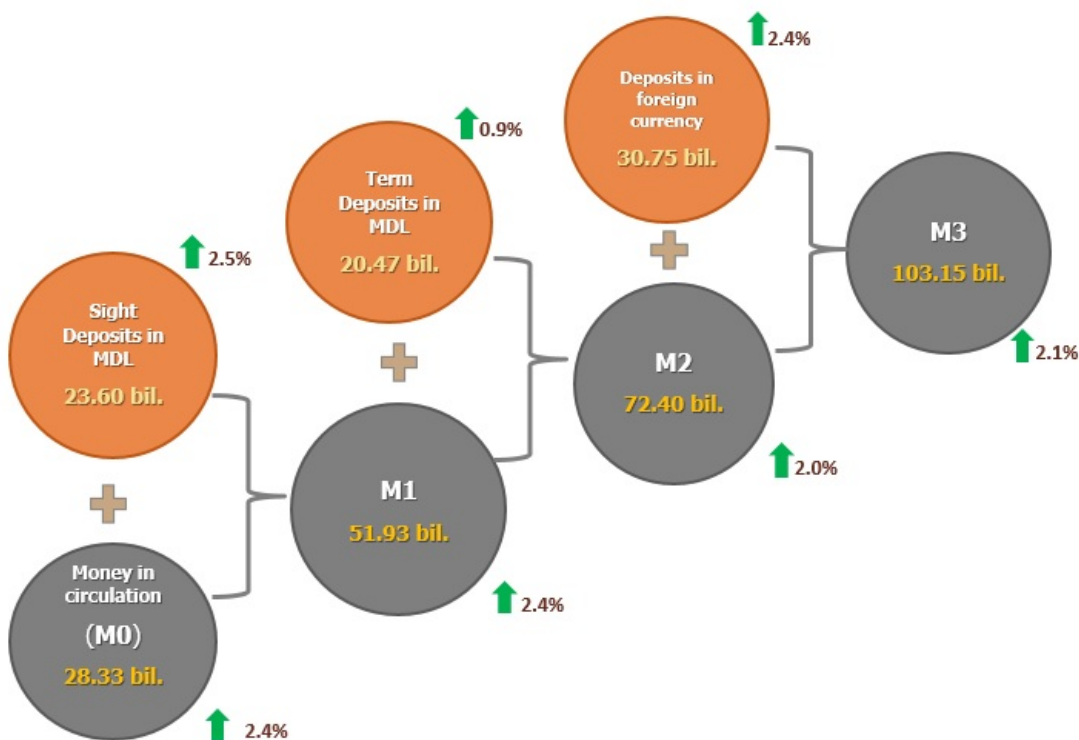 Sight
Deposits in
MDL
23.60 bil.
2.5%
Money in
circulation
(M0)
28.33 bil.
2.4%
Term
Deposits in
MDL
20.47 bil.
0.9%
M1
51.93 bil.
2.4%
Deposits in
foreign
currency
30.75 bil.
2.4%
M2
72.40 bil.
2.0%
M3
103.15 bil.
2.1%